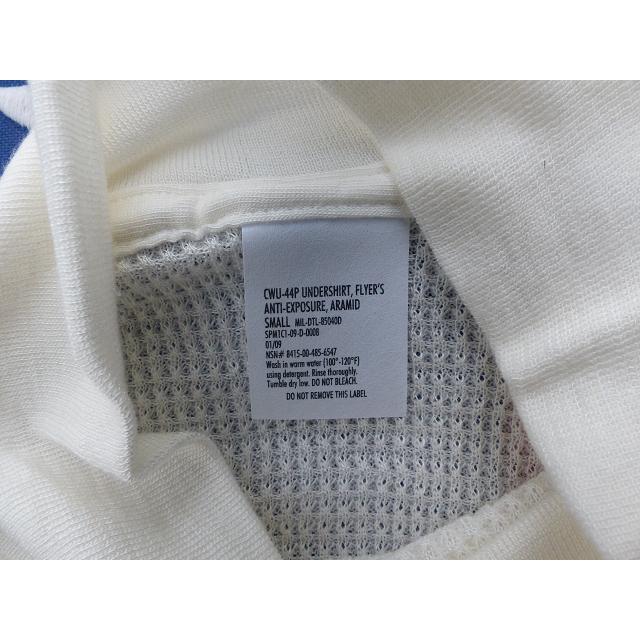 CWU-44P UNDERSHIRT, FLYER'S
ANTI-EXPOSURE, ARAMID
SMALL MIL-DTL-85040D
SPM1C1-09-D-0008
01/09
NSN# 8415-00-485-6547
Wash in warm water (100°-120°F)
using detergent. Rinse thoroughly.
Tumble dry low. DO NOT BLEACH.
DO NOT REMOVE THIS LABEL